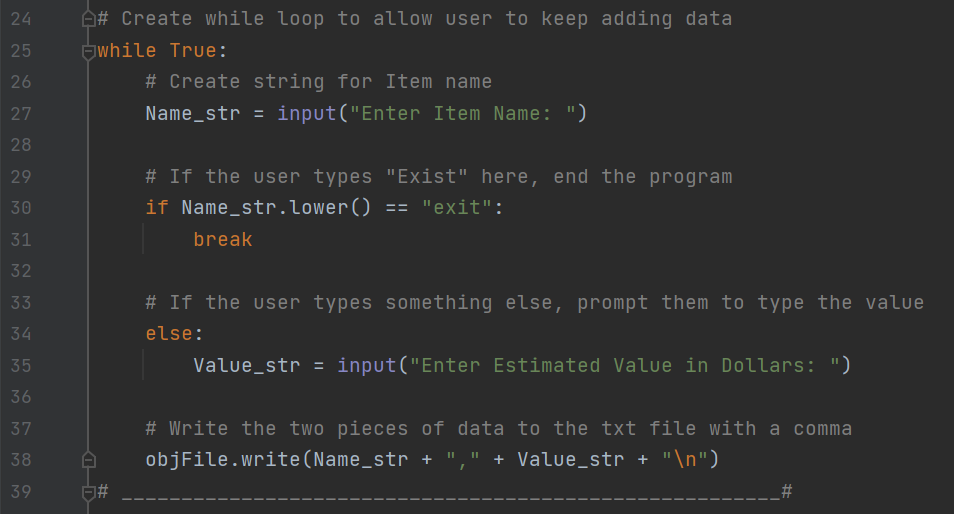 24 # Create while loop to allow user to keep adding data
25 while True:
26     # Create string for Item name
27     Name_str = input("Enter Item Name: ")
28
29     # If the user types "Exist" here, end the program
30     if Name_str.lower() == "exit":
31         break
32
33     # If the user types something else, prompt them to type the value
34     else:
35         Value_str = input("Enter Estimated Value in Dollars: ")
36
37     # Write the two pieces of data to the txt file with a comma
38     objFile.write(Name_str + "," + Value_str + "\n")
39 # _______________________________________________________#